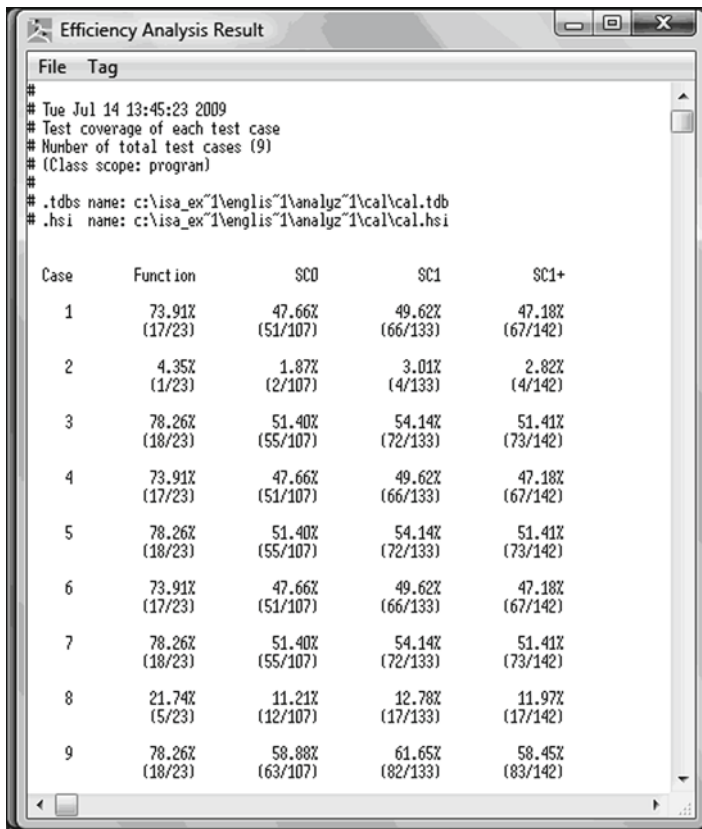 Efficiency Analysis Result
File Tag
#
# Tue Jul 14 13:45:23 2009
# Test coverage of each test case
# Number of total test cases (9)
# (Class scope: program)
#
# .tdbs name: c:\isa_ex~1\englis~1\analyz~1\cal\cal.tdb
# .hsi name: c:\isa_ex~1\englis~1\analyz~1\cal\cal.hsi
Case Function SC0 SC1 SC1+
1 73.91% 47.66% 49.62% 47.18%
(17/23) (51/107) (66/133) (67/142)
2 4.35% 1.87% 3.01% 2.82%
(1/23) (2/107) (4/133) (4/142)
3 78.26% 51.40% 54.14% 51.41%
(18/23) (55/107) (72/133) (73/142)
4 73.91% 47.66% 49.62% 47.18%
(17/23) (51/107) (66/133) (67/142)
5 78.26% 51.40% 54.14% 51.41%
(18/23) (55/107) (72/133) (73/142)
6 73.91% 47.66% 49.62% 47.18%
(17/23) (51/107) (66/133) (67/142)
7 78.26% 51.40% 54.14% 51.41%
(18/23) (55/107) (72/133) (73/142)
8 21.74% 11.21% 12.78% 11.97%
(5/23) (12/107) (17/133) (17/142)
9 78.26% 58.88% 61.65% 58.45%
(18/23) (63/107) (82/133) (83/142)